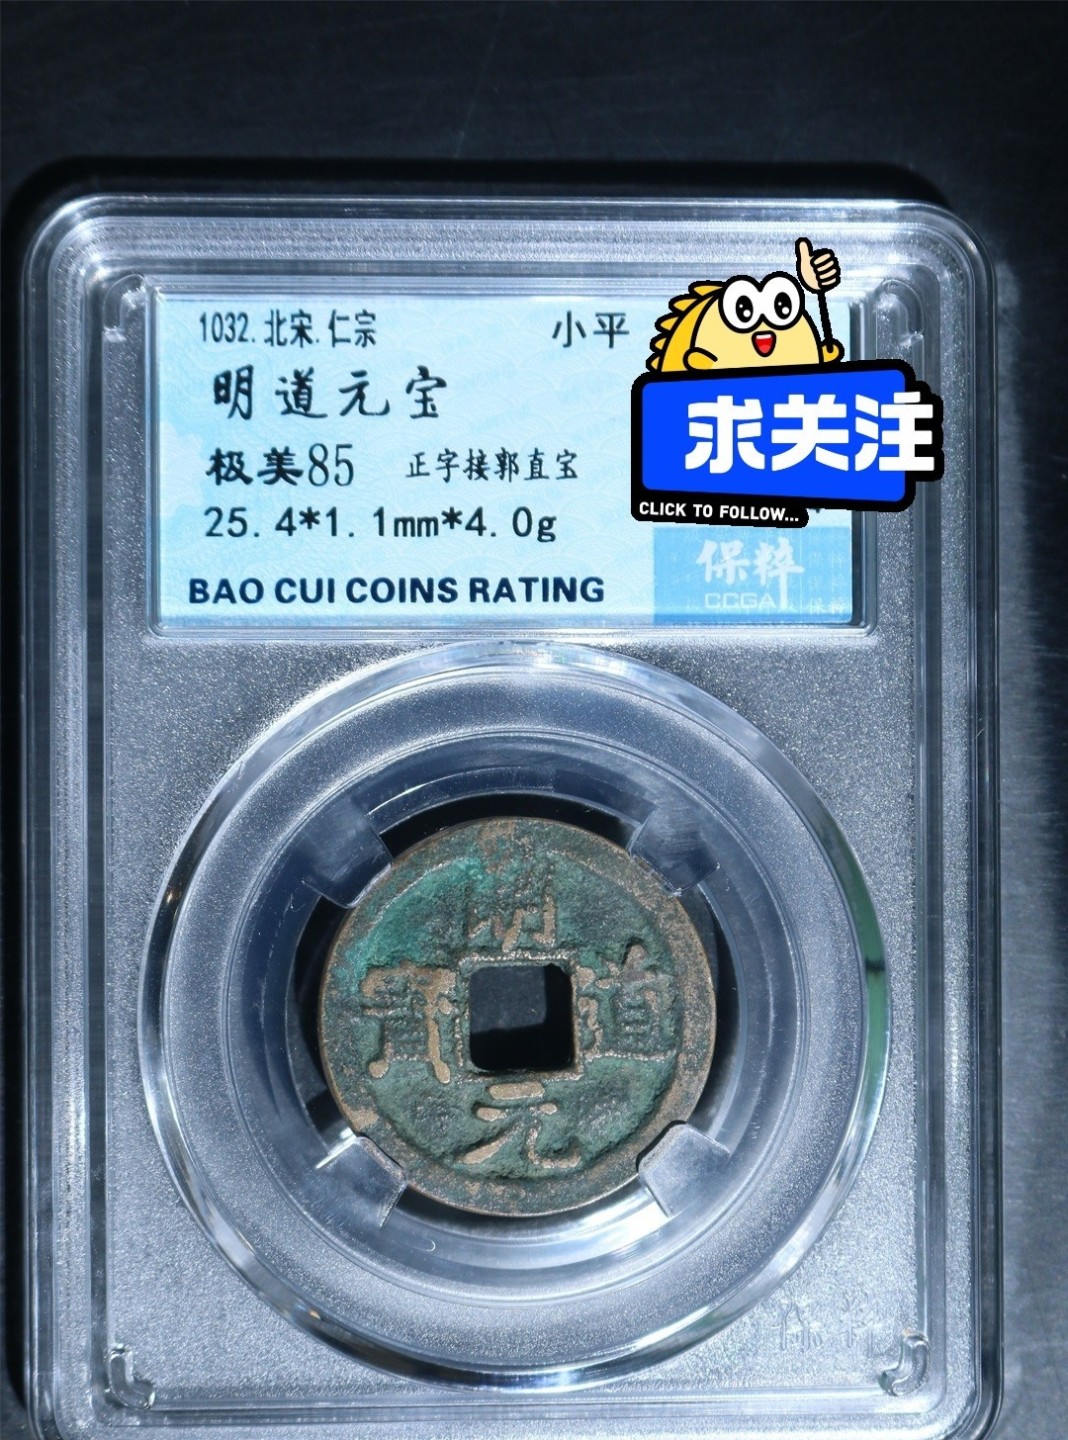 1032.北宋.仁宗
小平
明道元宝
极美85 正字接郭直宝
25.4*1.1mm*4.0g
BAO CUI COINS RATING
保粹
CCGA
求关注
CLICK TO FOLLOW...
明道元寳